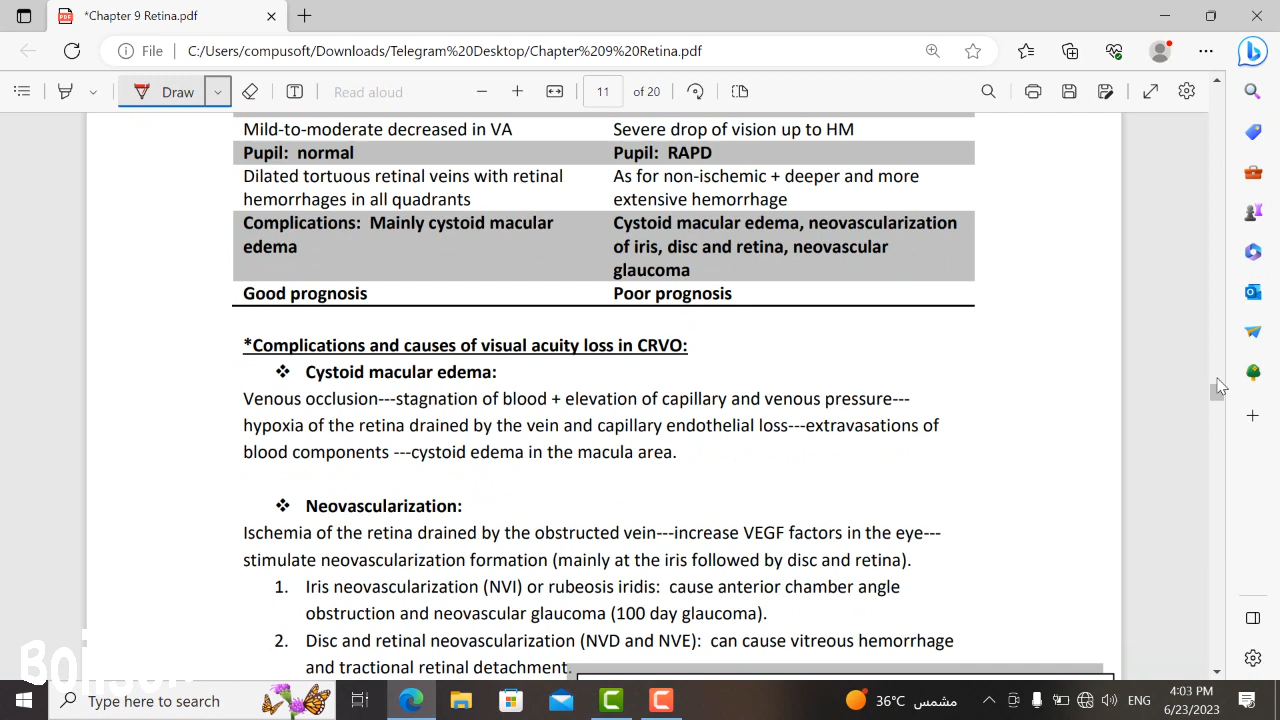 *Chapter 9 Retina.pdf
File C:/Users/compusoft/Downloads/Telegram%20Desktop/Chapter%209%20Retina.pdf
Draw Read aloud 11 of 20
Mild-to-moderate decreased in VA Severe drop of vision up to HM
Pupil: normal Pupil: RAPD
Dilated tortuous retinal veins with retinal As for non-ischemic + deeper and more
hemorrhages in all quadrants extensive hemorrhage
Complications: Mainly cystoid macular Cystoid macular edema, neovascularization
edema of iris, disc and retina, neovascular
glaucoma
Good prognosis Poor prognosis
*Complications and causes of visual acuity loss in CRVO:
❖ Cystoid macular edema:
Venous occlusion---stagnation of blood + elevation of capillary and venous pressure---
hypoxia of the retina drained by the vein and capillary endothelial loss---extravasations of
blood components ---cystoid edema in the macula area.
❖ Neovascularization:
Ischemia of the retina drained by the obstructed vein---increase VEGF factors in the eye---
stimulate neovascularization formation (mainly at the iris followed by disc and retina).
1. Iris neovascularization (NVI) or rubeosis iridis: cause anterior chamber angle
obstruction and neovascular glaucoma (100 day glaucoma).
2. Disc and retinal neovascularization (NVD and NVE): can cause vitreous hemorrhage
and tractional retinal detachment.
Type here to search 36°C مشمس ENG 4:03 PM
6/23/2023